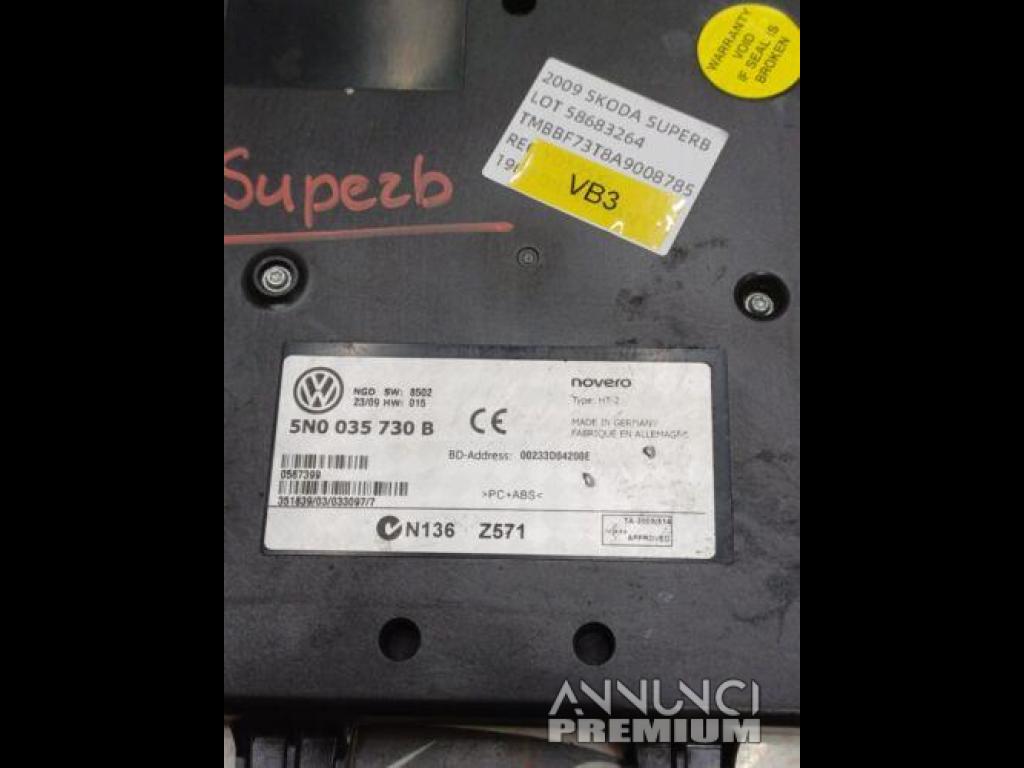 WARRANTY
VOID
IF SEAL IS
BROKEN
2009 SKODA SUPERB
LOT 58683264
TMBBF73T8A9008785
VB3
Superb
NGD SW: 8502
23/09 HW: 015
5N0 035 730 B
CE
novero
Type: HT-2
MADE IN GERMANY
FABRIQUE EN ALLEMAGNE
BD-Address: 00233D04200E
0567399
351839/03/033097/7
>PC+ABS<
N136 Z571
APPROVED
ANNUNCI
PREMIUM